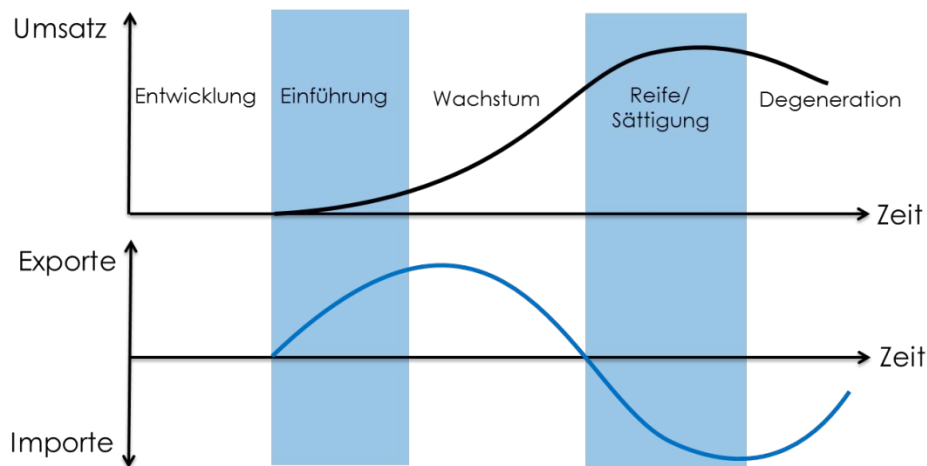 Umsatz
Entwicklung
Einführung
Wachstum
Reife/
Sättigung
Degeneration
Zeit
Exporte
Zeit
Importe